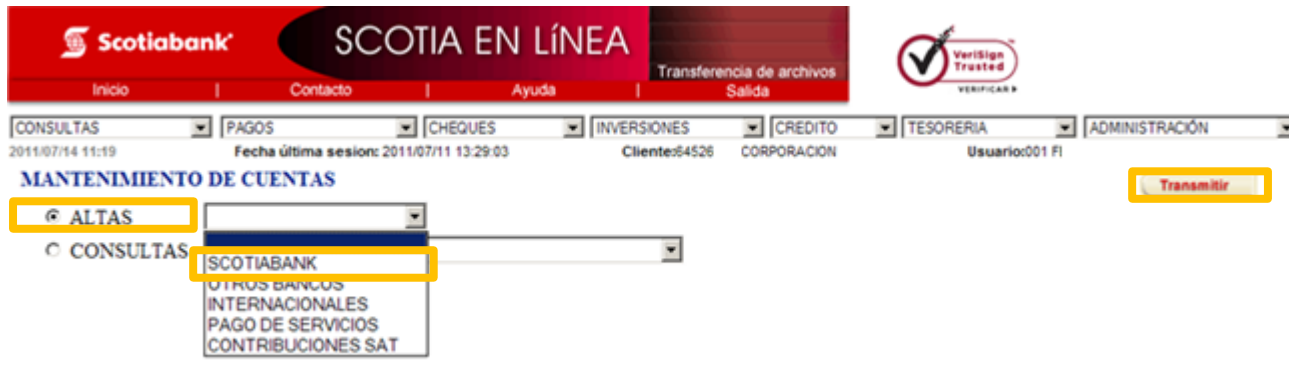 Scotiabank
SCOTIA EN LíNEA
Transferencia de archivos
Inicio | Contacto | Ayuda | Salida
VeriSign Trusted
VERIFICAR
CONSULTAS PAGOS CHEQUES INVERSIONES CREDITO TESORERIA ADMINISTRACIÓN
2011/07/14 11:19 Fecha última sesion: 2011/07/11 13:29:03 Cliente:64526 CORPORACION Usuario:001 FI
MANTENIMIENTO DE CUENTAS
Transmitir
ALTAS
CONSULTAS
SCOTIABANK
OTROS BANCOS
INTERNACIONALES
PAGO DE SERVICIOS
CONTRIBUCIONES SAT